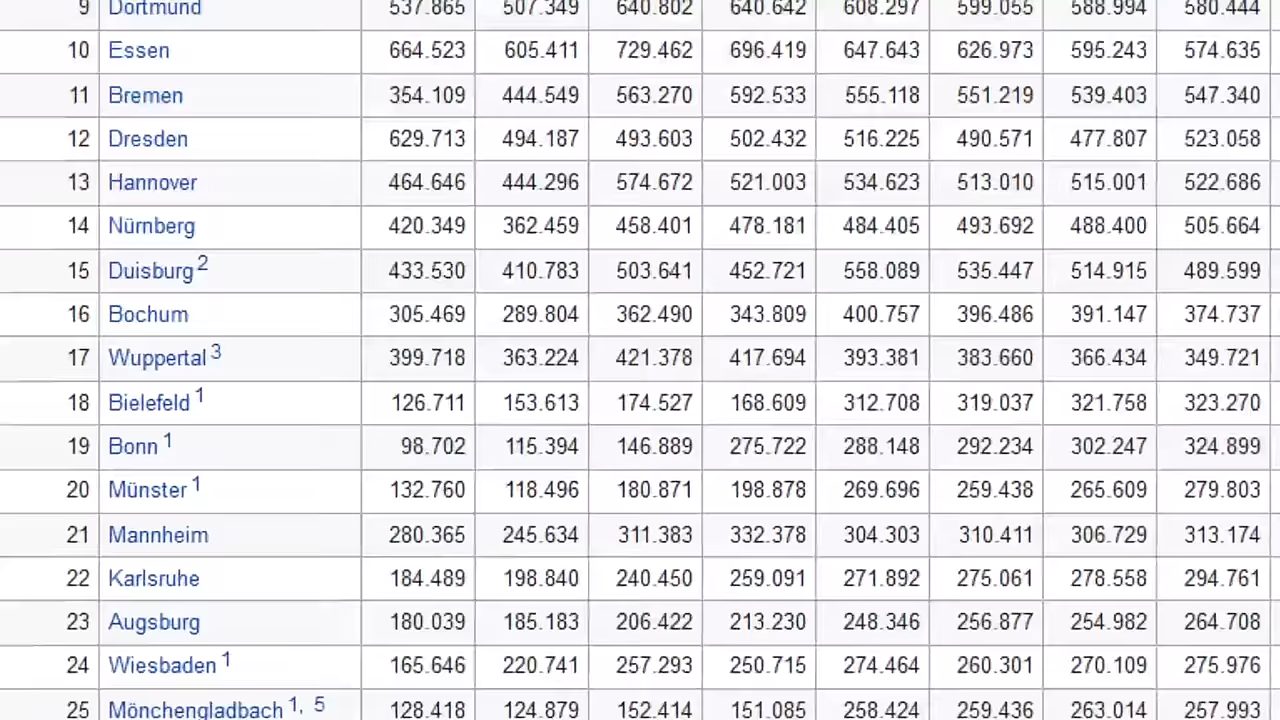 9 Dortmund 537.865 507.349 640.802 640.642 608.297 599.055 588.994 580.444
10 Essen 664.523 605.411 729.462 696.419 647.643 626.973 595.243 574.635
11 Bremen 354.109 444.549 563.270 592.533 555.118 551.219 539.403 547.340
12 Dresden 629.713 494.187 493.603 502.432 516.225 490.571 477.807 523.058
13 Hannover 464.646 444.296 574.672 521.003 534.623 513.010 515.001 522.686
14 Nürnberg 420.349 362.459 458.401 478.181 484.405 493.692 488.400 505.664
15 Duisburg 2 433.530 410.783 503.641 452.721 558.089 535.447 514.915 489.599
16 Bochum 305.469 289.804 362.490 343.809 400.757 396.486 391.147 374.737
17 Wuppertal 3 399.718 363.224 421.378 417.694 393.381 383.660 366.434 349.721
18 Bielefeld 1 126.711 153.613 174.527 168.609 312.708 319.037 321.758 323.270
19 Bonn 1 98.702 115.394 146.889 275.722 288.148 292.234 302.247 324.899
20 Münster 1 132.760 118.496 180.871 198.878 269.696 259.438 265.609 279.803
21 Mannheim 280.365 245.634 311.383 332.378 304.303 310.411 306.729 313.174
22 Karlsruhe 184.489 198.840 240.450 259.091 271.892 275.061 278.558 294.761
23 Augsburg 180.039 185.183 206.422 213.230 248.346 256.877 254.982 264.708
24 Wiesbaden 1 165.646 220.741 257.293 250.715 274.464 260.301 270.109 275.976
25 Mönchengladbach 1, 5 128.418 124.879 152.414 151.085 258.424 259.436 263.014 257.993